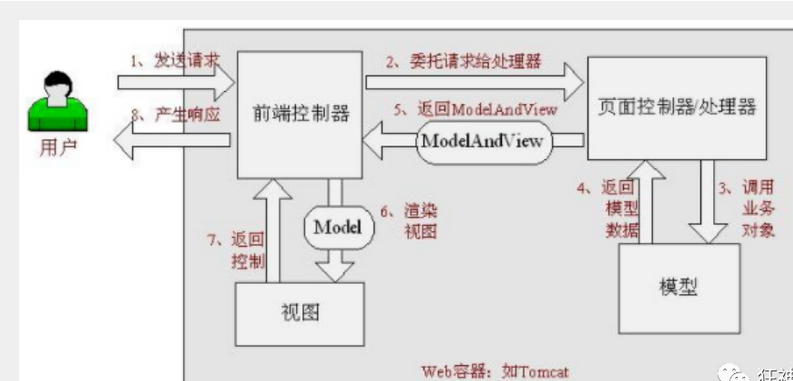 1、发送请求
2、委托请求给处理器
8、产生响应
前端控制器
5、返回ModelAndView
ModelAndView
页面控制器/处理器
用户
4、返回
模型
数据
3、调用
业务
对象
6、渲染
视图
Model
7、返回
控制
视图
模型
Web容器：如Tomcat
狂神